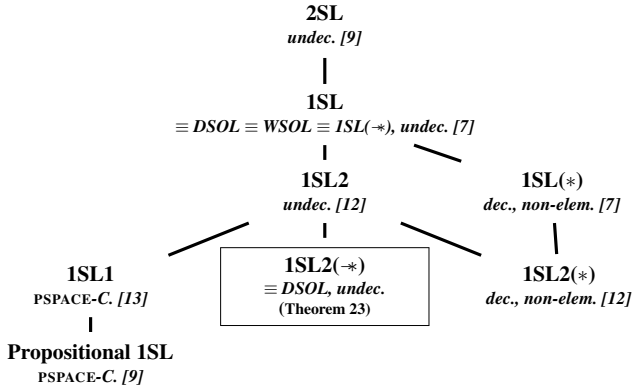 2SL
undec. [9]
1SL
≡ DSOL ≡ WSOL ≡ 1SL(−∗), undec. [7]
1SL2
undec. [12]
1SL(∗)
dec., non-elem. [7]
1SL1
PSPACE-C. [13]
1SL2(−∗)
≡ DSOL, undec.
(Theorem 23)
1SL2(∗)
dec., non-elem. [12]
Propositional 1SL
PSPACE-C. [9]